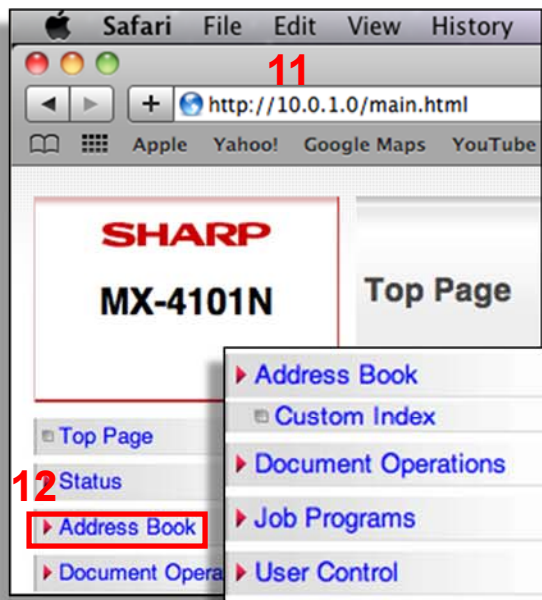 Safari File Edit View History
11
http://10.0.1.0/main.html
Apple Yahoo! Google Maps YouTube
SHARP
MX-4101N
Top Page
Top Page
12
Status
Address Book
Document Opera
Address Book
Custom Index
Document Operations
Job Programs
User Control